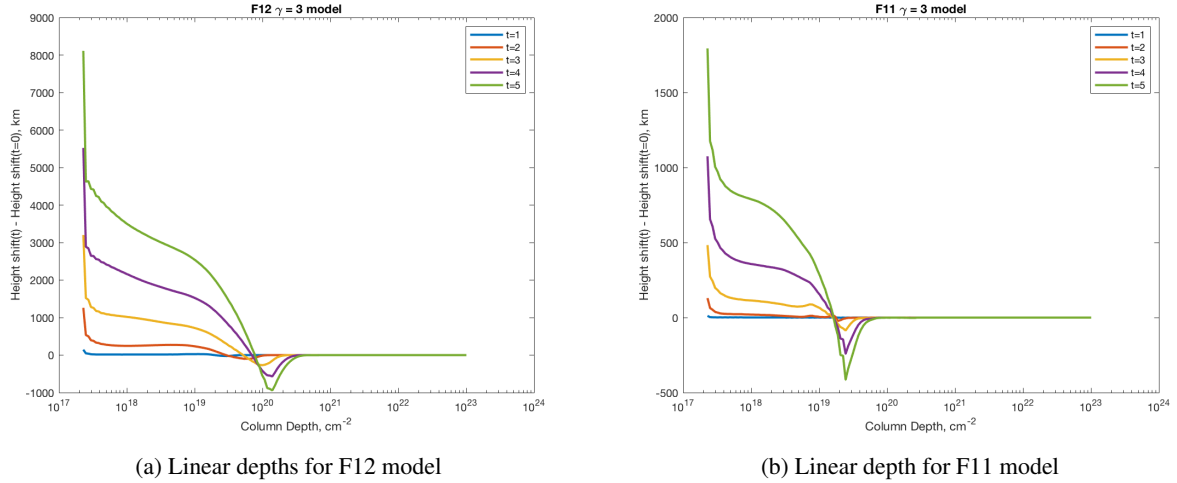 F12 γ = 3 model
9000
8000
7000
6000
5000
4000
3000
2000
1000
0
-1000
Height shift(t) - Height shift(t=0), km
t=1
t=2
t=3
t=4
t=5
10^17 10^18 10^19 10^20 10^21 10^22 10^23 10^24
Column Depth, cm^-2
(a) Linear depths for F12 model
F11 γ = 3 model
2000
1500
1000
500
0
-500
Height shift(t) - Height shift(t=0), km
t=1
t=2
t=3
t=4
t=5
10^17 10^18 10^19 10^20 10^21 10^22 10^23 10^24
Column Depth, cm^-2
(b) Linear depth for F11 model